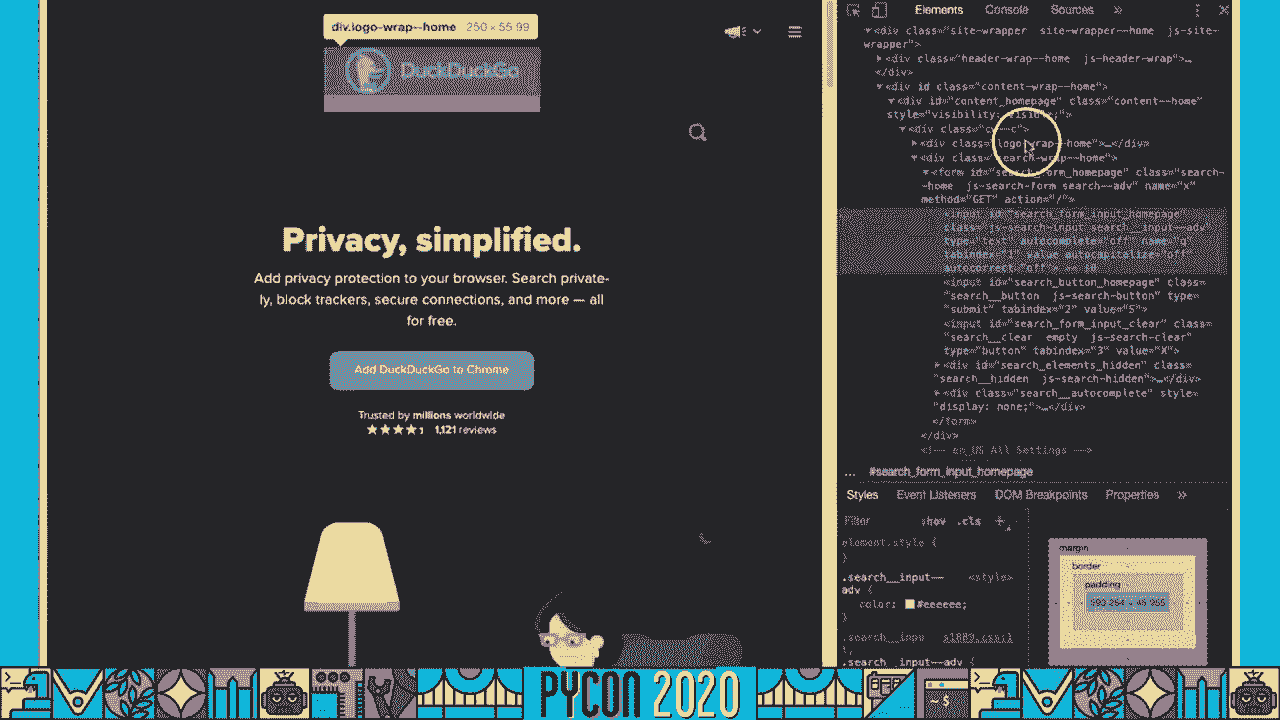 div.logo-wrap--home 250 × 55.99
DuckDuckGo
Privacy, simplified.
Add privacy protection to your browser. Search private-
ly, block trackers, secure connections, and more — all
for free.
Add DuckDuckGo to Chrome
Trusted by millions worldwide
1,121 reviews
Elements Console Sources »
<div class="site-wrapper site-wrapper--home js-site-
wrapper">
<div class="header-wrap--home js-header-wrap">…
</div>
<div id class="content-wrap--home">
<div id="content_homepage" class="content--home"
style="visibility: visible;">
<div class="cw--c">
<div class="logo-wrap--home">…</div>
<div class="search-wrap--home">
<form id="search_form_homepage" class="search-
-home js-search-form search--adv" name="x"
method="GET" action="/">
<input id="search_form_input_homepage"
class="js-search-input search__input--adv"
type="text" autocomplete="off" name="
tabindex="1" value autocapitalize="off"
autocorrect="off"> == $0
<input id="search_button_homepage" class=
"search__button js-search-button" type=
"submit" tabindex="2" value="S">
<input id="search_form_input_clear" class=
"search__clear empty js-search-clear"
type="button" tabindex="3" value="X">
<div id="search_elements_hidden" class=
"search__hidden js-search-hidden">…</div>
<div class="search__autocomplete" style=
"display: none;">…</div>
</form>
</div>
<!-- en_US All Settings -->
... #search_form_input_homepage
Styles Event Listeners DOM Breakpoints Properties »
Filter :hov .cls +
element.style {
}
.search__input-- <style>
adv {
color: #eeeeee;
}
.search__inpu
.search__input--adv {
margin
border
padding
PYCON 2020